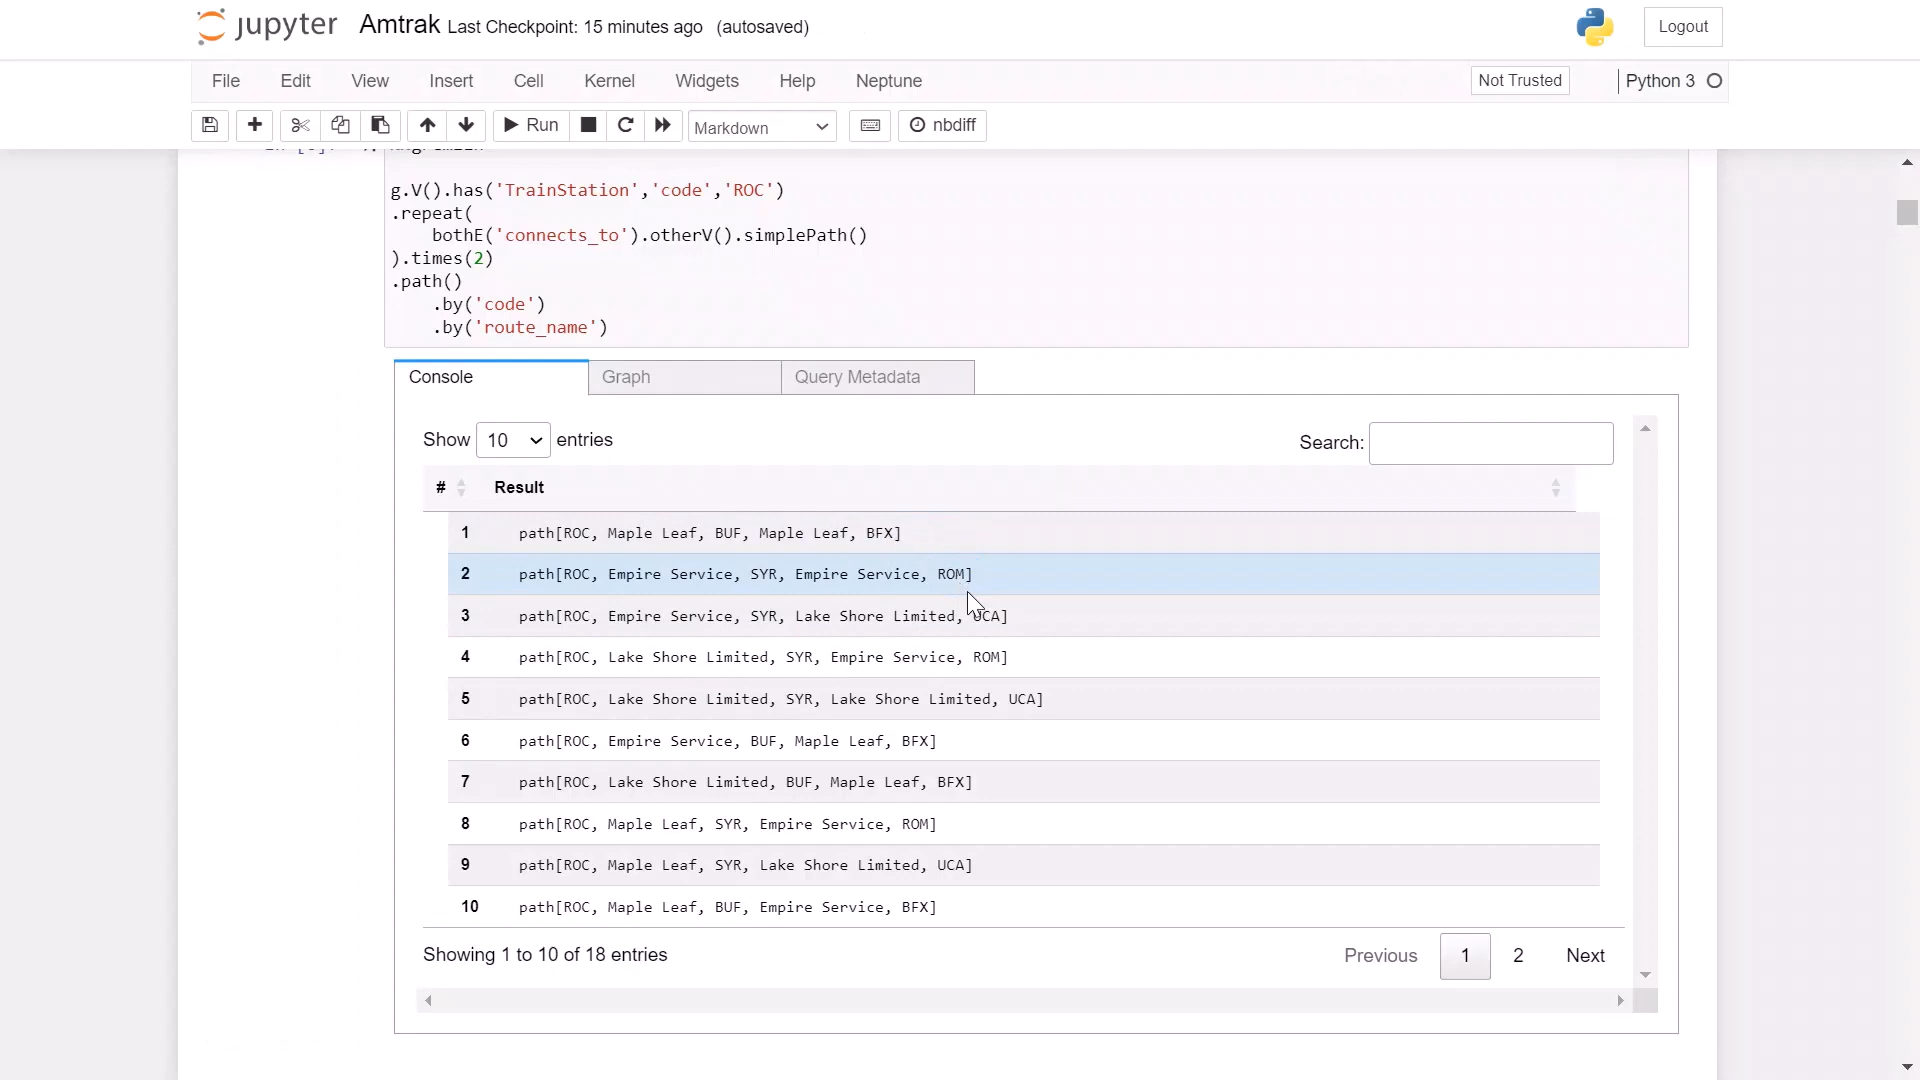 jupyter Amtrak Last Checkpoint: 15 minutes ago (autosaved) Logout
File Edit View Insert Cell Kernel Widgets Help Neptune Not Trusted Python 3
Run Markdown nbdiff
g.V().has('TrainStation','code','ROC')
.repeat(
bothE('connects_to').otherV().simplePath()
).times(2)
.path()
.by('code')
.by('route_name')
Console Graph Query Metadata
Show 10 entries Search:
# Result
1 path[ROC, Maple Leaf, BUF, Maple Leaf, BFX]
2 path[ROC, Empire Service, SYR, Empire Service, ROM]
3 path[ROC, Empire Service, SYR, Lake Shore Limited, UCA]
4 path[ROC, Lake Shore Limited, SYR, Empire Service, ROM]
5 path[ROC, Lake Shore Limited, SYR, Lake Shore Limited, UCA]
6 path[ROC, Empire Service, BUF, Maple Leaf, BFX]
7 path[ROC, Lake Shore Limited, BUF, Maple Leaf, BFX]
8 path[ROC, Maple Leaf, SYR, Empire Service, ROM]
9 path[ROC, Maple Leaf, SYR, Lake Shore Limited, UCA]
10 path[ROC, Maple Leaf, BUF, Empire Service, BFX]
Showing 1 to 10 of 18 entries Previous 1 2 Next